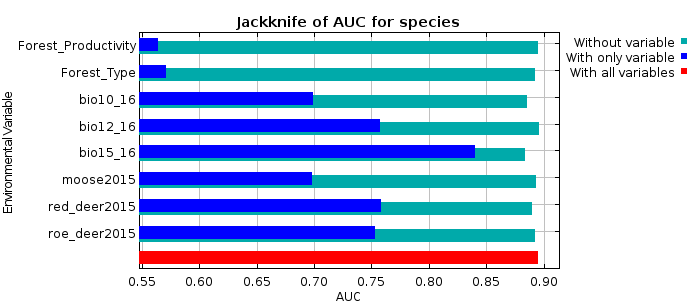 Jackknife of AUC for species
Forest_Productivity
Forest_Type
bio10_16
bio12_16
bio15_16
moose2015
red_deer2015
roe_deer2015
Environmental Variable
0.55 0.60 0.65 0.70 0.75 0.80 0.85 0.90
AUC
Without variable
With only variable
With all variables